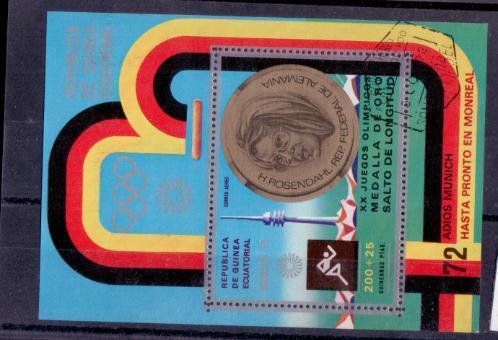 REPUBLICA
DE GUINEA
ECUATORIAL
H. ROSENDAHL REP. FEDERAL DE ALEMANIA
CORREO AEREO
XX JUEGOS OLIMPICOS
MEDALLA DE ORO
SALTO DE LONGITUD
REPUBLICA
DE GUINEA
ECUATORIAL
200+25
GUINEANAS PTAS.
72 ADIOS MUNICH
HASTA PRONTO EN MONREAL